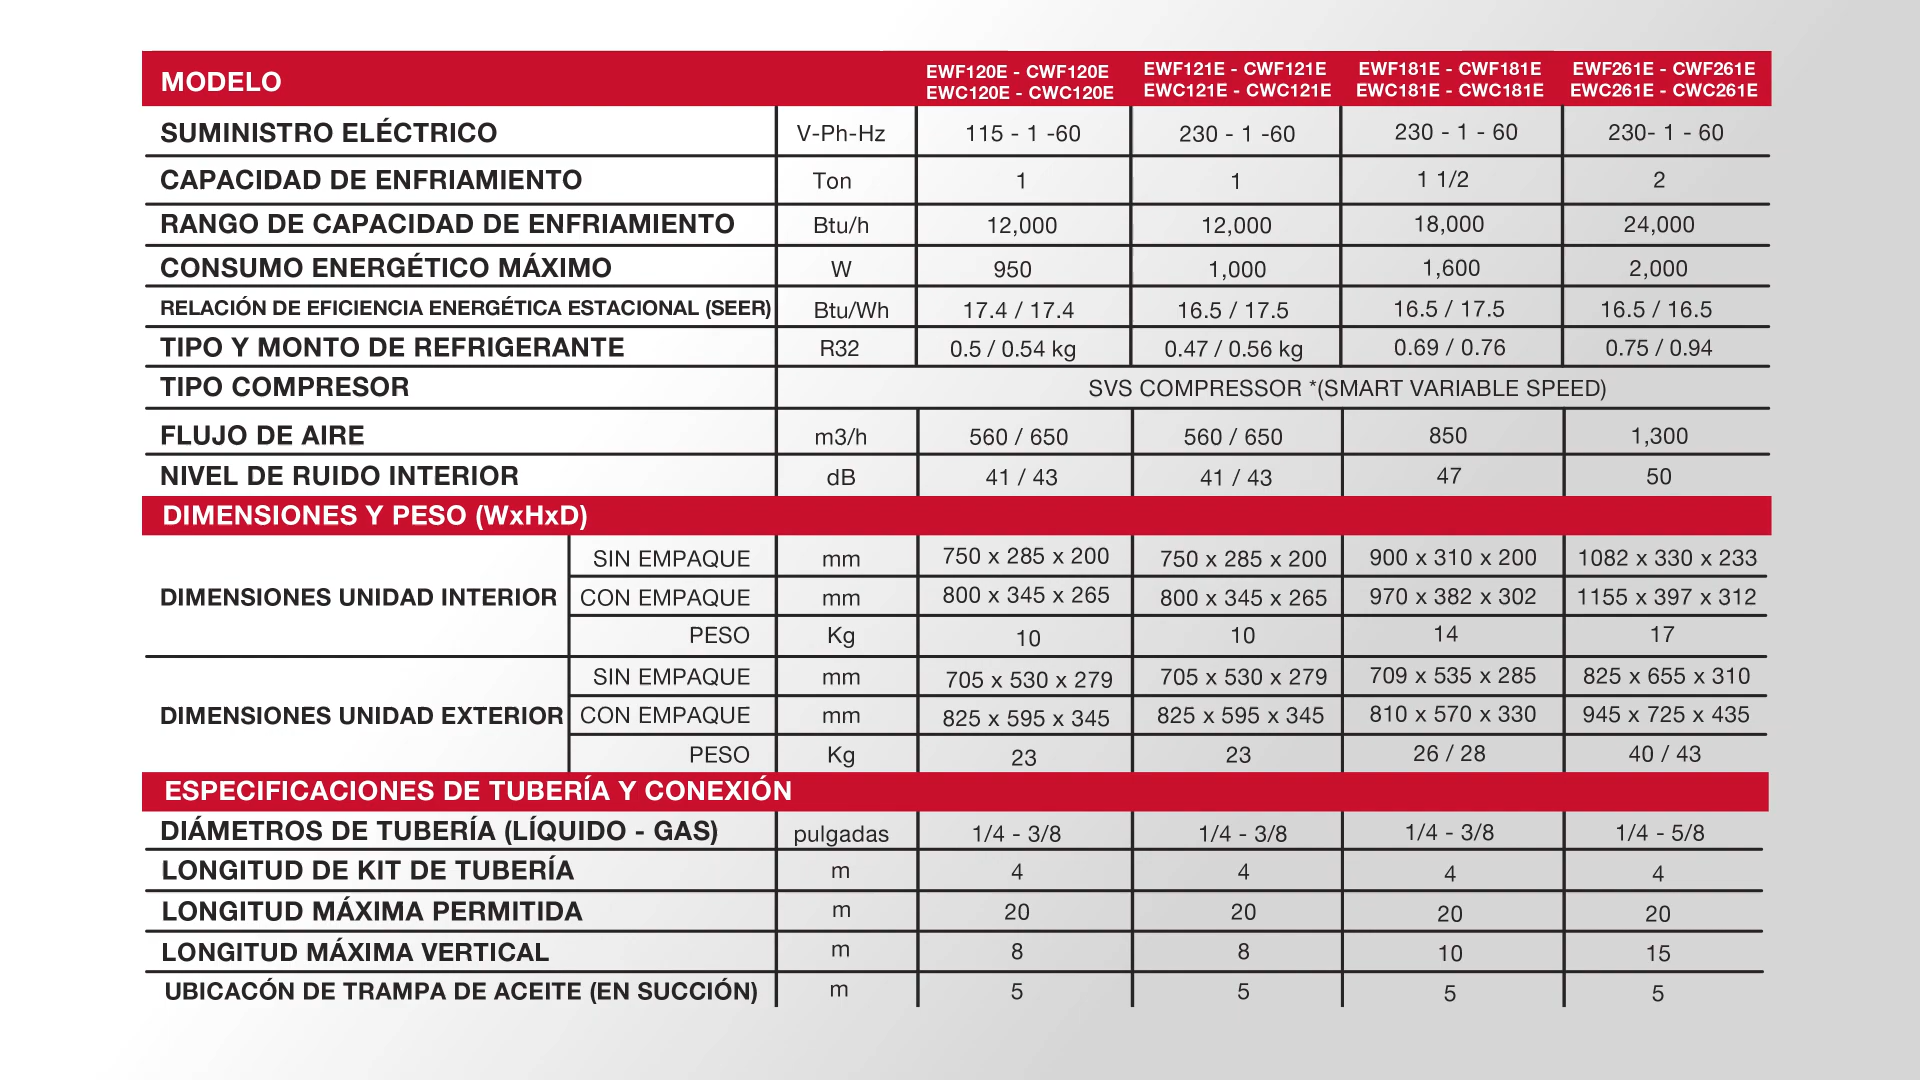 MODELO EWF120E - CWF120E EWF121E - CWF121E EWF181E - CWF181E EWF261E - CWF261E
EWC120E - CWC120E EWC121E - CWC121E EWC181E - CWC181E EWC261E - CWC261E
SUMINISTRO ELÉCTRICO V-Ph-Hz 115 - 1 -60 230 - 1 -60 230 - 1 - 60 230- 1 - 60
CAPACIDAD DE ENFRIAMIENTO Ton 1 1 1 1/2 2
RANGO DE CAPACIDAD DE ENFRIAMIENTO Btu/h 12,000 12,000 18,000 24,000
CONSUMO ENERGÉTICO MÁXIMO W 950 1,000 1,600 2,000
RELACIÓN DE EFICIENCIA ENERGÉTICA ESTACIONAL (SEER) Btu/Wh 17.4 / 17.4 16.5 / 17.5 16.5 / 17.5 16.5 / 16.5
TIPO Y MONTO DE REFRIGERANTE R32 0.5 / 0.54 kg 0.47 / 0.56 kg 0.69 / 0.76 0.75 / 0.94
TIPO COMPRESOR SVS COMPRESSOR *(SMART VARIABLE SPEED)
FLUJO DE AIRE m3/h 560 / 650 560 / 650 850 1,300
NIVEL DE RUIDO INTERIOR dB 41 / 43 41 / 43 47 50
DIMENSIONES Y PESO (WxHxD)
SIN EMPAQUE mm 750 x 285 x 200 750 x 285 x 200 900 x 310 x 200 1082 x 330 x 233
DIMENSIONES UNIDAD INTERIOR CON EMPAQUE mm 800 x 345 x 265 800 x 345 x 265 970 x 382 x 302 1155 x 397 x 312
PESO Kg 10 10 14 17
SIN EMPAQUE mm 705 x 530 x 279 705 x 530 x 279 709 x 535 x 285 825 x 655 x 310
DIMENSIONES UNIDAD EXTERIOR CON EMPAQUE mm 825 x 595 x 345 825 x 595 x 345 810 x 570 x 330 945 x 725 x 435
PESO Kg 23 23 26 / 28 40 / 43
ESPECIFICACIONES DE TUBERÍA Y CONEXIÓN
DIÁMETROS DE TUBERÍA (LÍQUIDO - GAS) pulgadas 1/4 - 3/8 1/4 - 3/8 1/4 - 3/8 1/4 - 5/8
LONGITUD DE KIT DE TUBERÍA m 4 4 4 4
LONGITUD MÁXIMA PERMITIDA m 20 20 20 20
LONGITUD MÁXIMA VERTICAL m 8 8 10 15
UBICACÓN DE TRAMPA DE ACEITE (EN SUCCIÓN) m 5 5 5 5